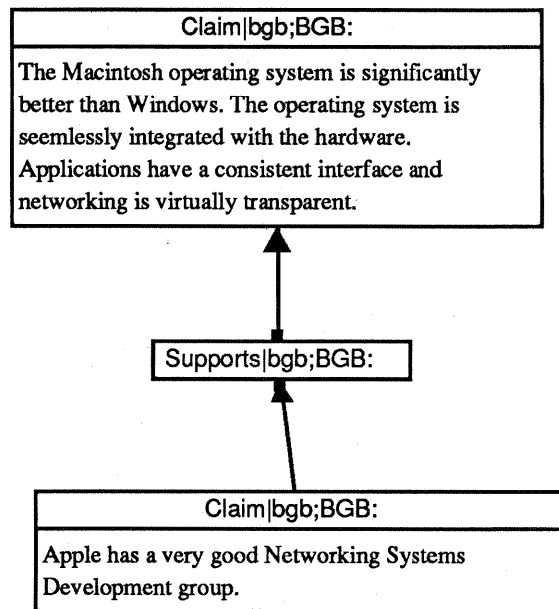 Claim|bgb;BGB:
The Macintosh operating system is significantly
better than Windows. The operating system is
seemlessly integrated with the hardware.
Applications have a consistent interface and
networking is virtually transparent.
Supports|bgb;BGB:
Claim|bgb;BGB:
Apple has a very good Networking Systems
Development group.